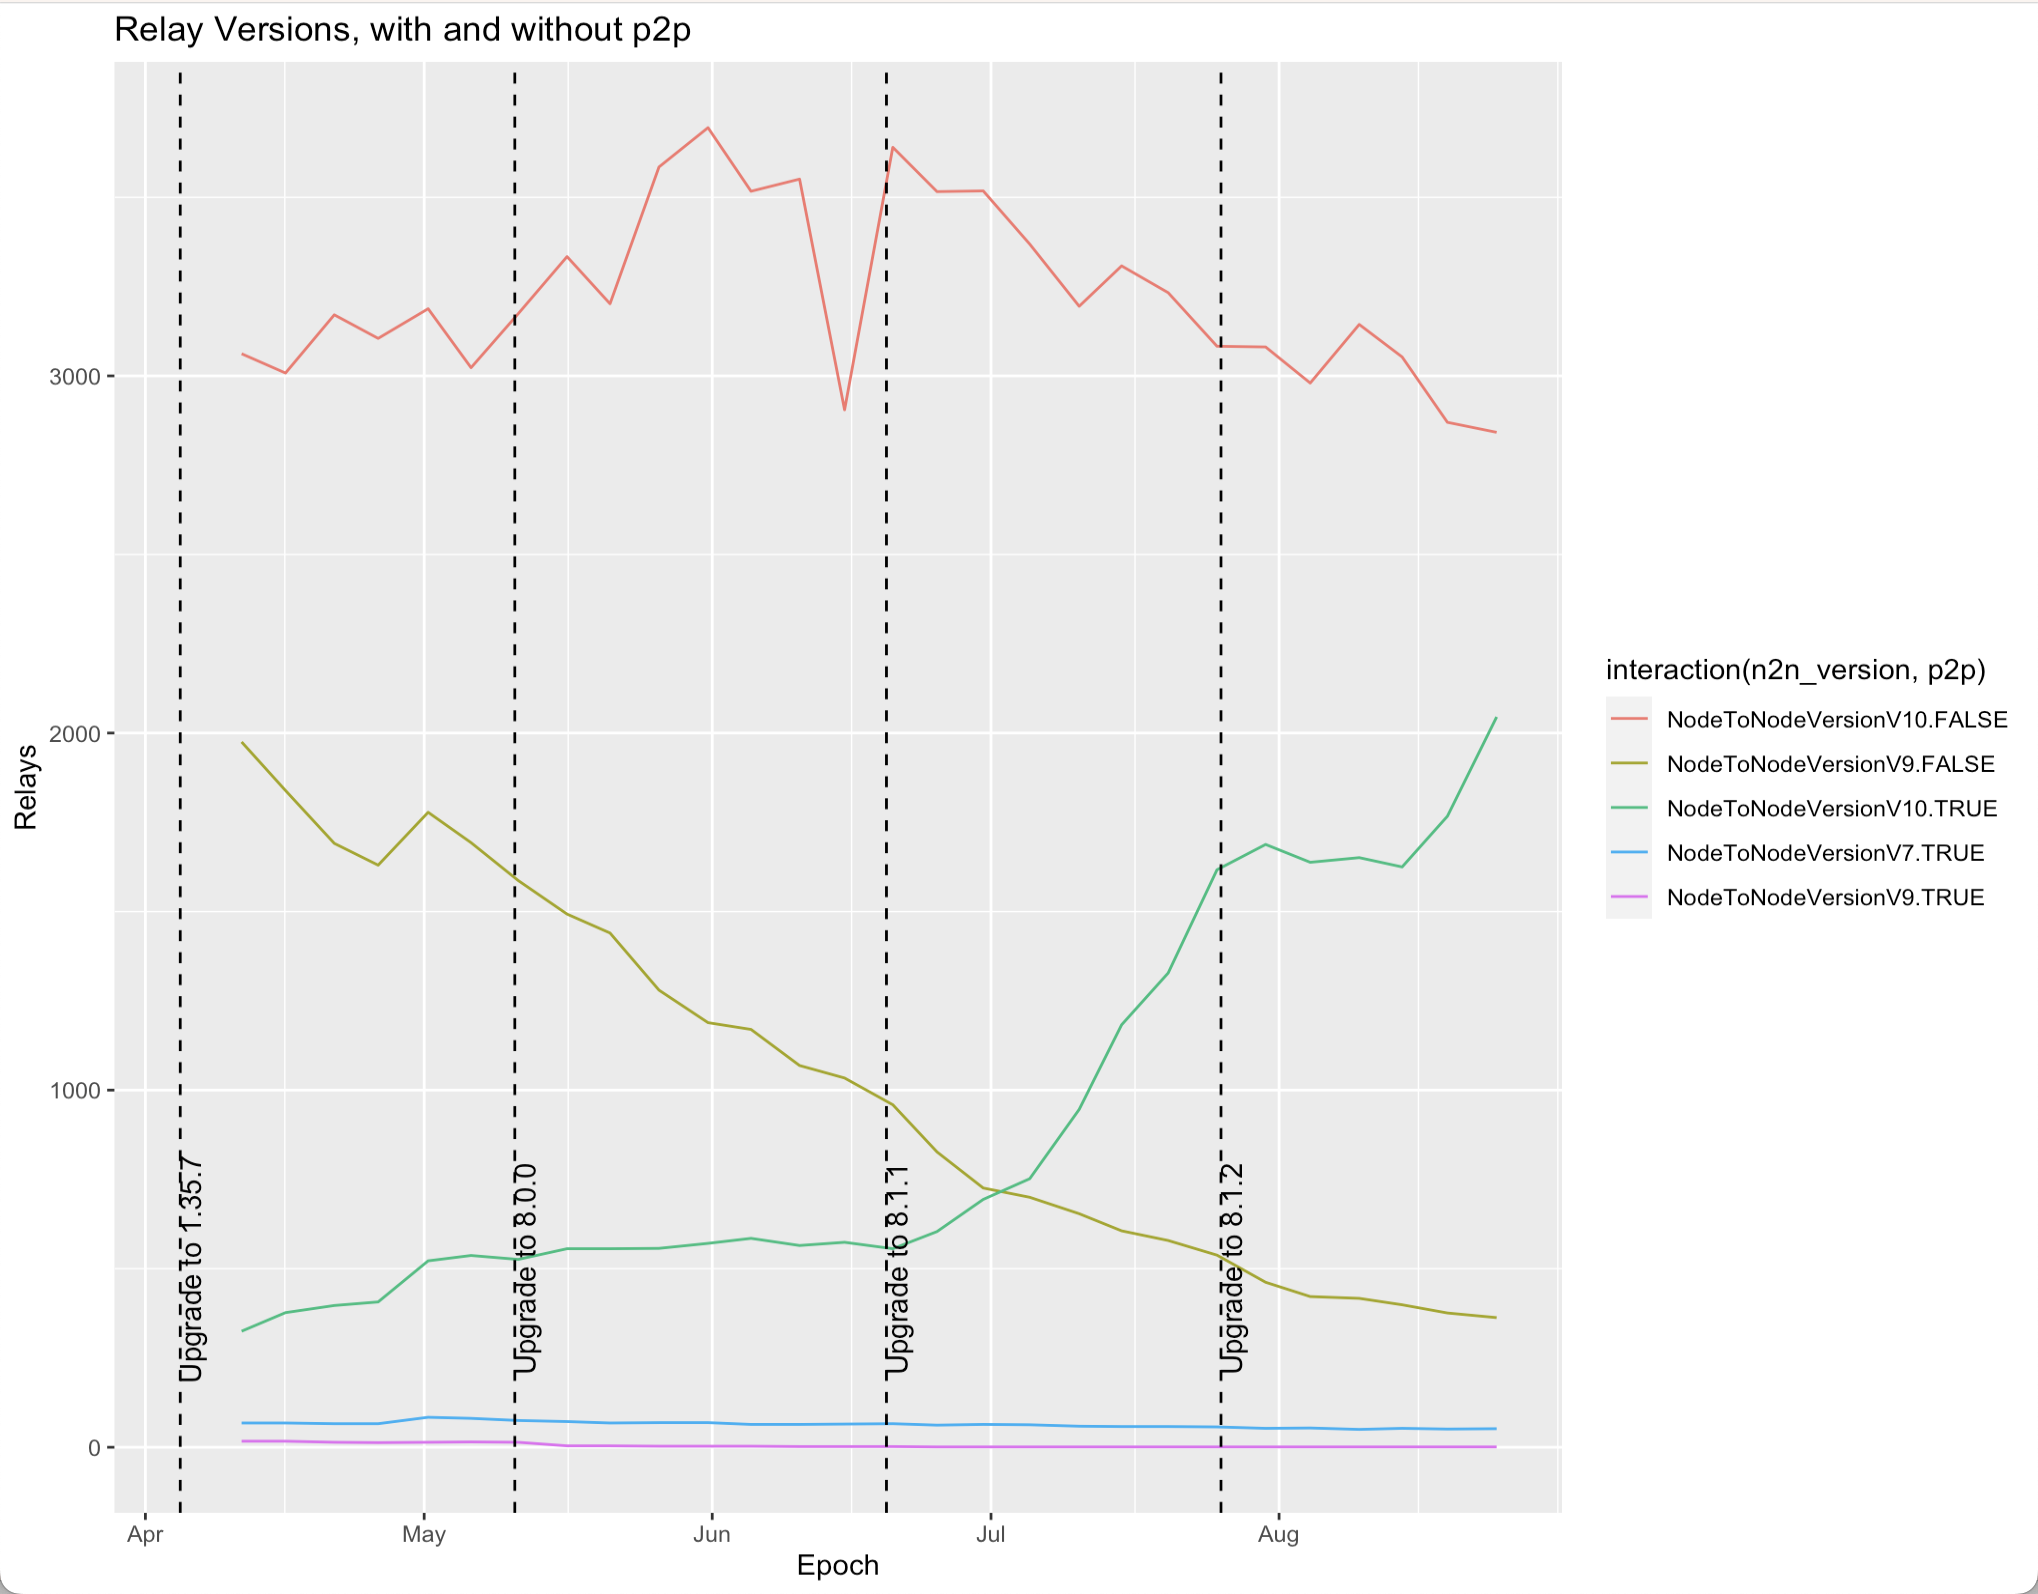 Relay Versions, with and without p2p
3000
2000
1000
0
Relays
Upgrade to 1.35.7
Upgrade to 8.0.0
Upgrade to 8.1.1
Upgrade to 8.1.2
Apr
May
Jun
Jul
Aug
Epoch
interaction(n2n_version, p2p)
NodeToNodeVersionV10.FALSE
NodeToNodeVersionV9.FALSE
NodeToNodeVersionV10.TRUE
NodeToNodeVersionV7.TRUE
NodeToNodeVersionV9.TRUE